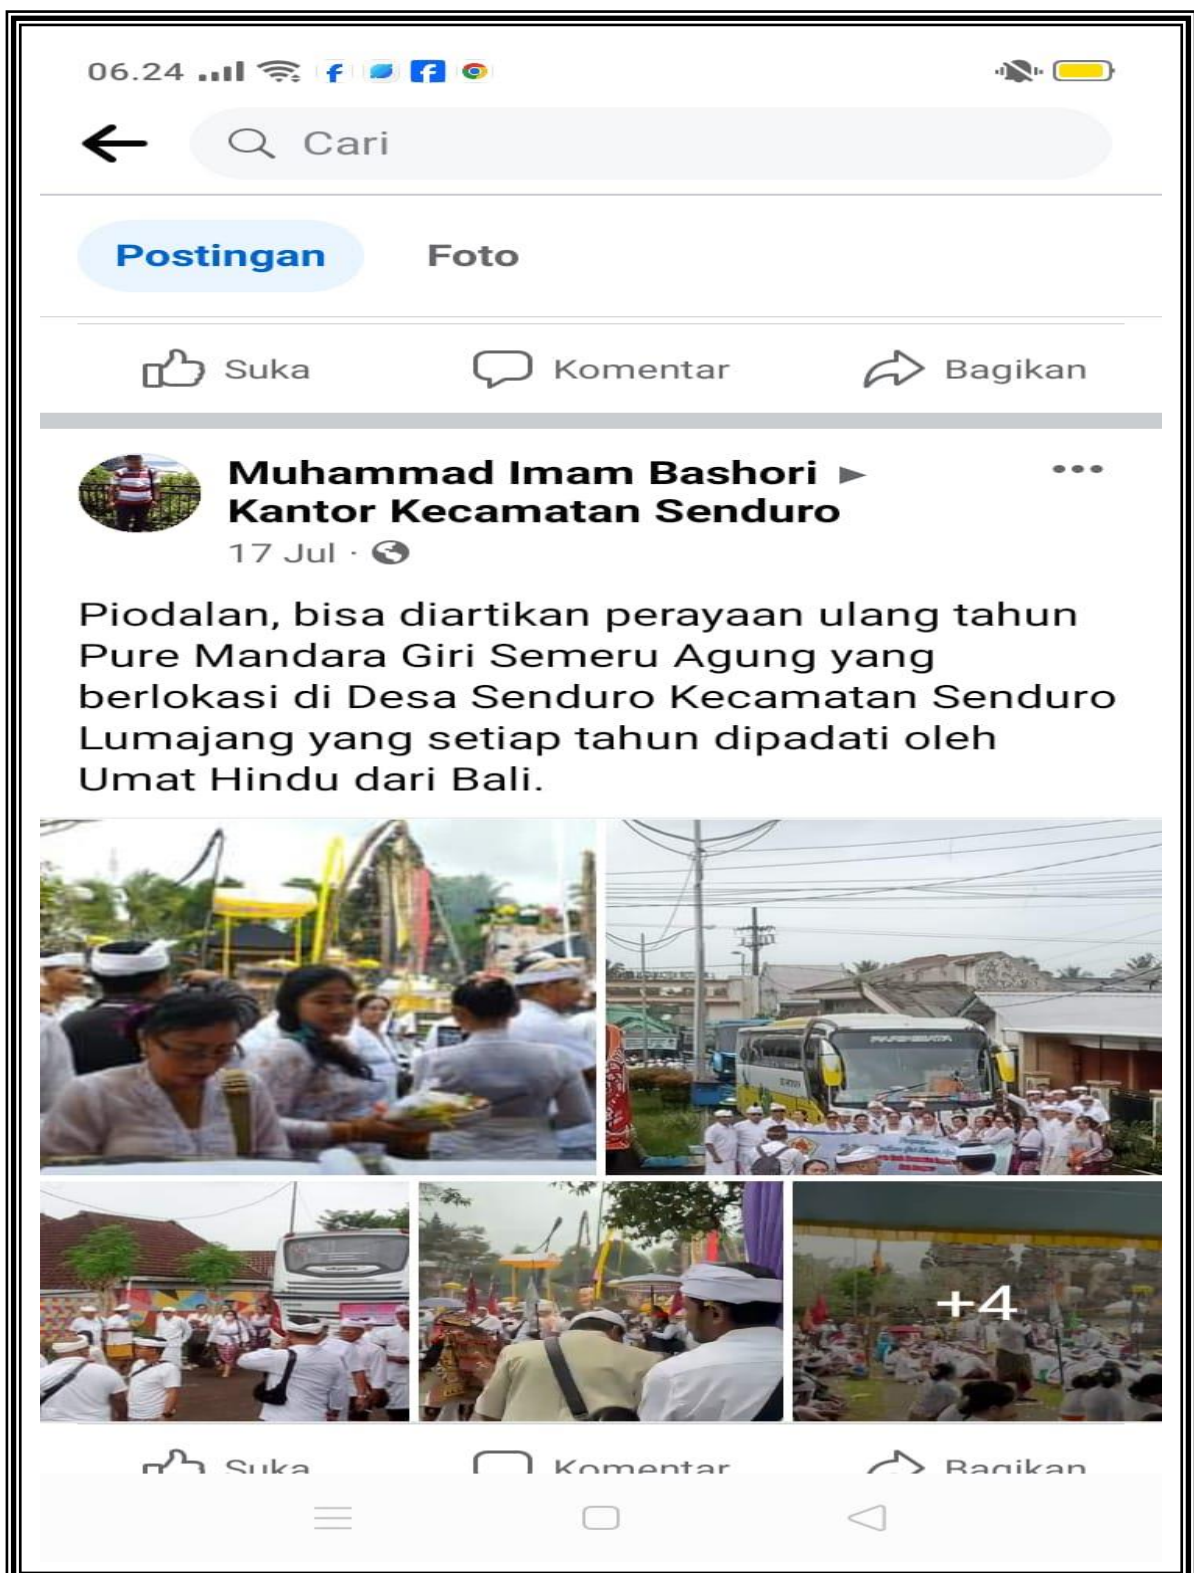 06.24
Cari
Postingan Foto
Suka Komentar Bagikan
Muhammad Imam Bashori ►
Kantor Kecamatan Senduro
17 Jul ·
Piodalan, bisa diartikan perayaan ulang tahun
Pure Mandara Giri Semeru Agung yang
berlokasi di Desa Senduro Kecamatan Senduro
Lumajang yang setiap tahun dipadati oleh
Umat Hindu dari Bali.
+4
Suka Komentar Bagikan